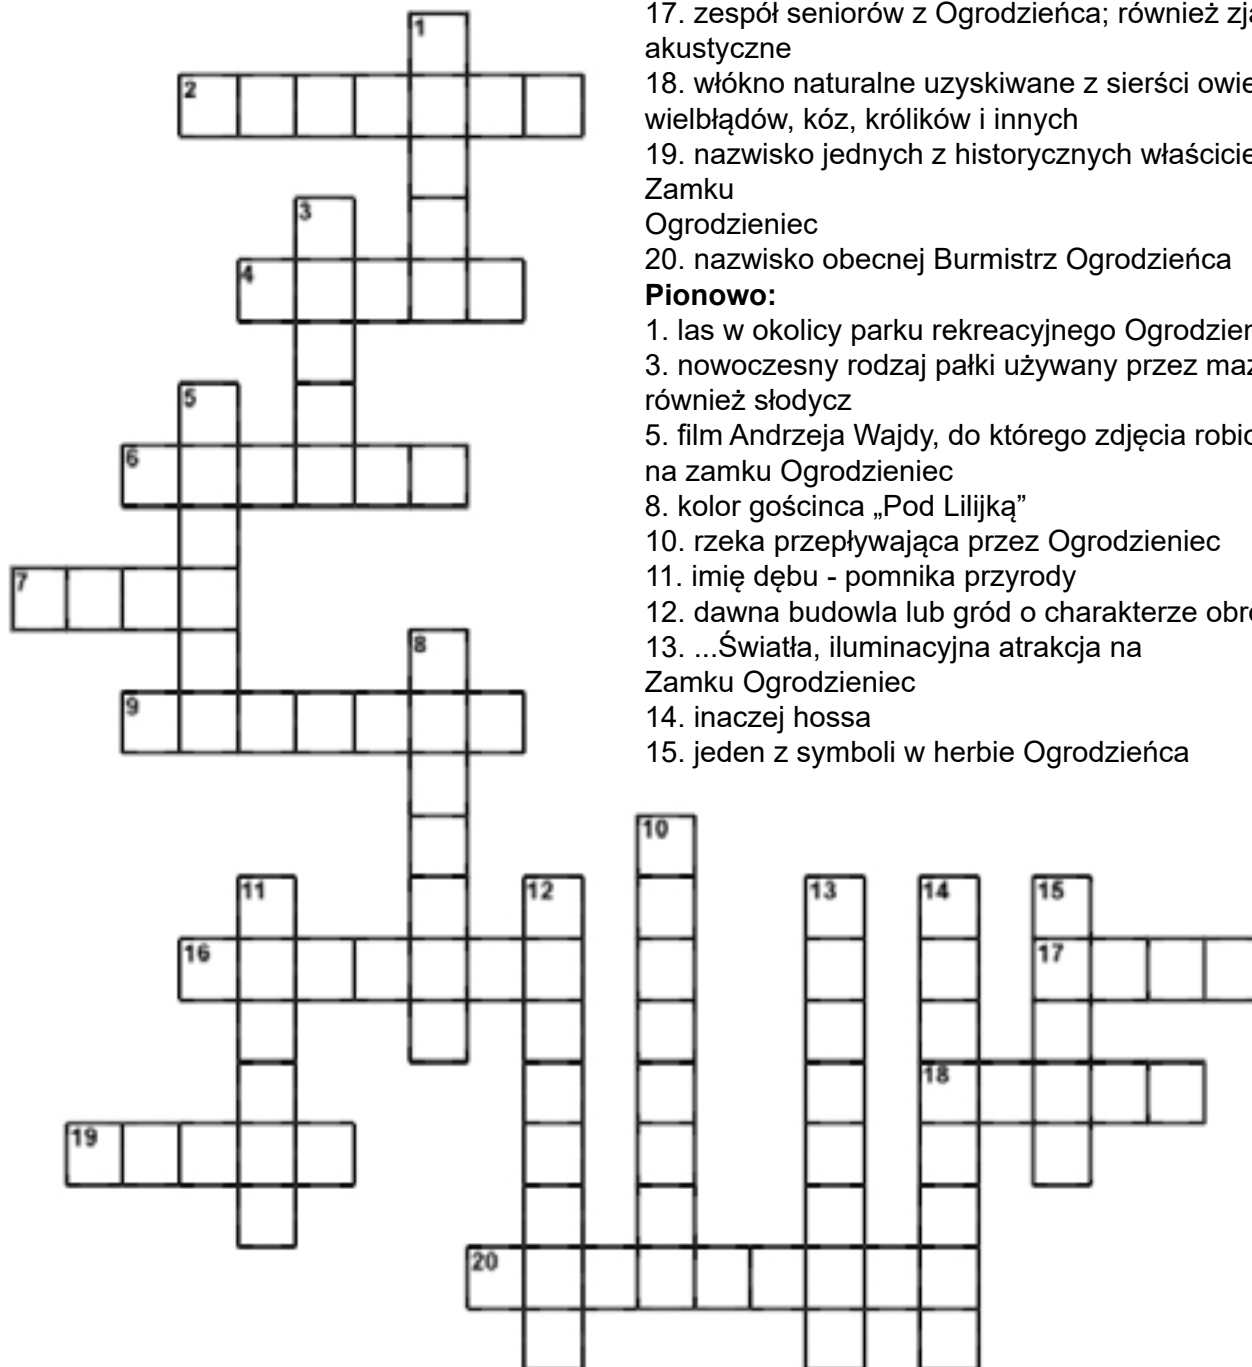 17. zespół seniorów z Ogrodzieńca; również zja
akustyczne
18. włókno naturalne uzyskiwane z sierści owie
wielbłądów, kóz, królików i innych
19. nazwisko jednych z historycznych właścicie
Zamku
Ogrodzieniec
20. nazwisko obecnej Burmistrz Ogrodzieńca
Pionowo:
1. las w okolicy parku rekreacyjnego Ogrodzien
3. nowoczesny rodzaj pałki używany przez maż
również słodycz
5. film Andrzeja Wajdy, do którego zdjęcia robio
na zamku Ogrodzieniec
8. kolor gościnca „Pod Lilijką”
10. rzeka przepływająca przez Ogrodzieniec
11. imię dębu - pomnika przyrody
12. dawna budowla lub gród o charakterze obro
13. ...Światła, iluminacyjna atrakcja na
Zamku Ogrodzieniec
14. inaczej hossa
15. jeden z symboli w herbie Ogrodzieńca
1
2
3
4
5
6
7
8
9
10
11
12
13
14
15
16
17
18
19
20